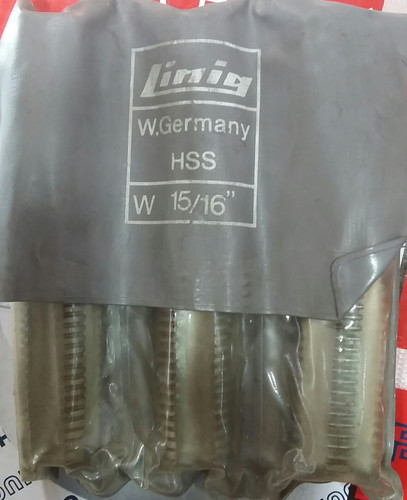 Linig
W.Germany
HSS
W 15/16"